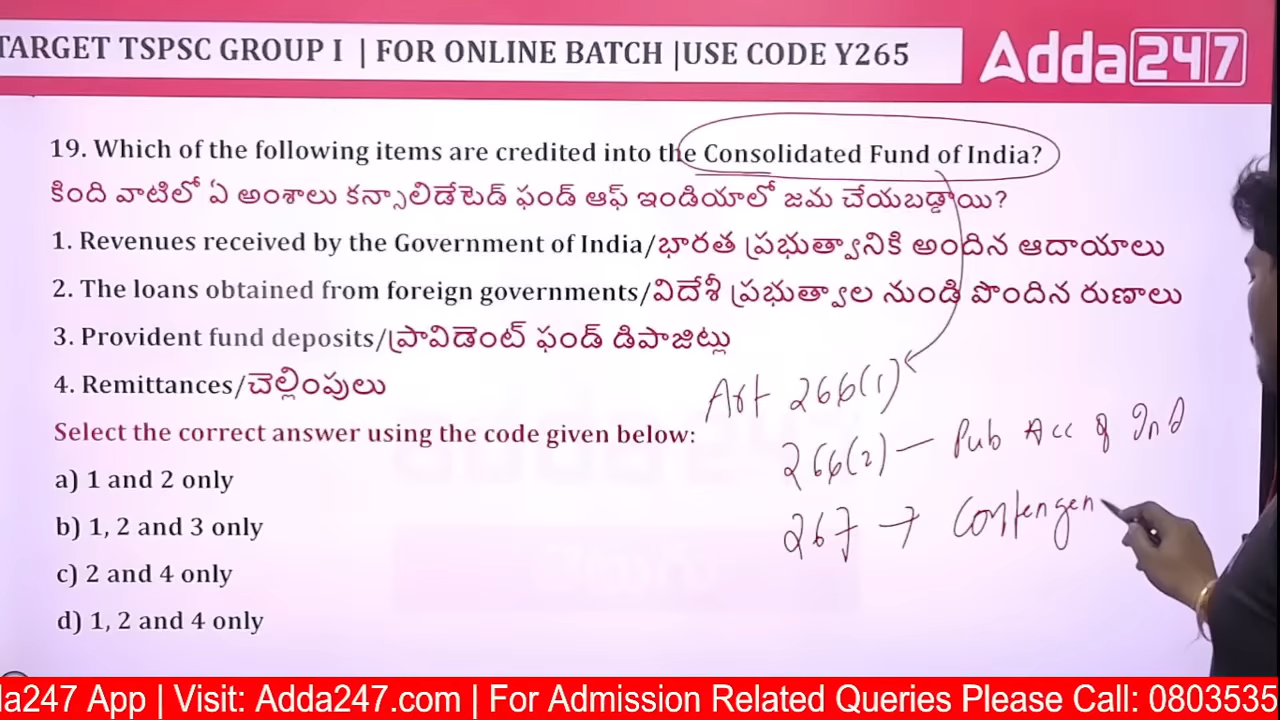 TARGET TSPSC GROUP I | FOR ONLINE BATCH |USE CODE Y265
Adda247
19. Which of the following items are credited into the Consolidated Fund of India?
కింది వాటిలో ఏ అంశాలు కన్సాలిడేటెడ్ ఫండ్ ఆఫ్ ఇండియాలో జమ చేయబడ్డాయి?
1. Revenues received by the Government of India/భారత ప్రభుత్వానికి అందిన ఆదాయాలు
2. The loans obtained from foreign governments/విదేశీ ప్రభుత్వాల నుండి పొందిన రుణాలు
3. Provident fund deposits/ప్రావిడెంట్ ఫండ్ డిపాజిట్లు
4. Remittances/చెల్లింపులు
Art 266(1)
Select the correct answer using the code given below:
266(2) — Pub Acc of Ind
a) 1 and 2 only
b) 1, 2 and 3 only
267 → Contengen
c) 2 and 4 only
d) 1, 2 and 4 only
da247 App | Visit: Adda247.com | For Admission Related Queries Please Call: 0803535